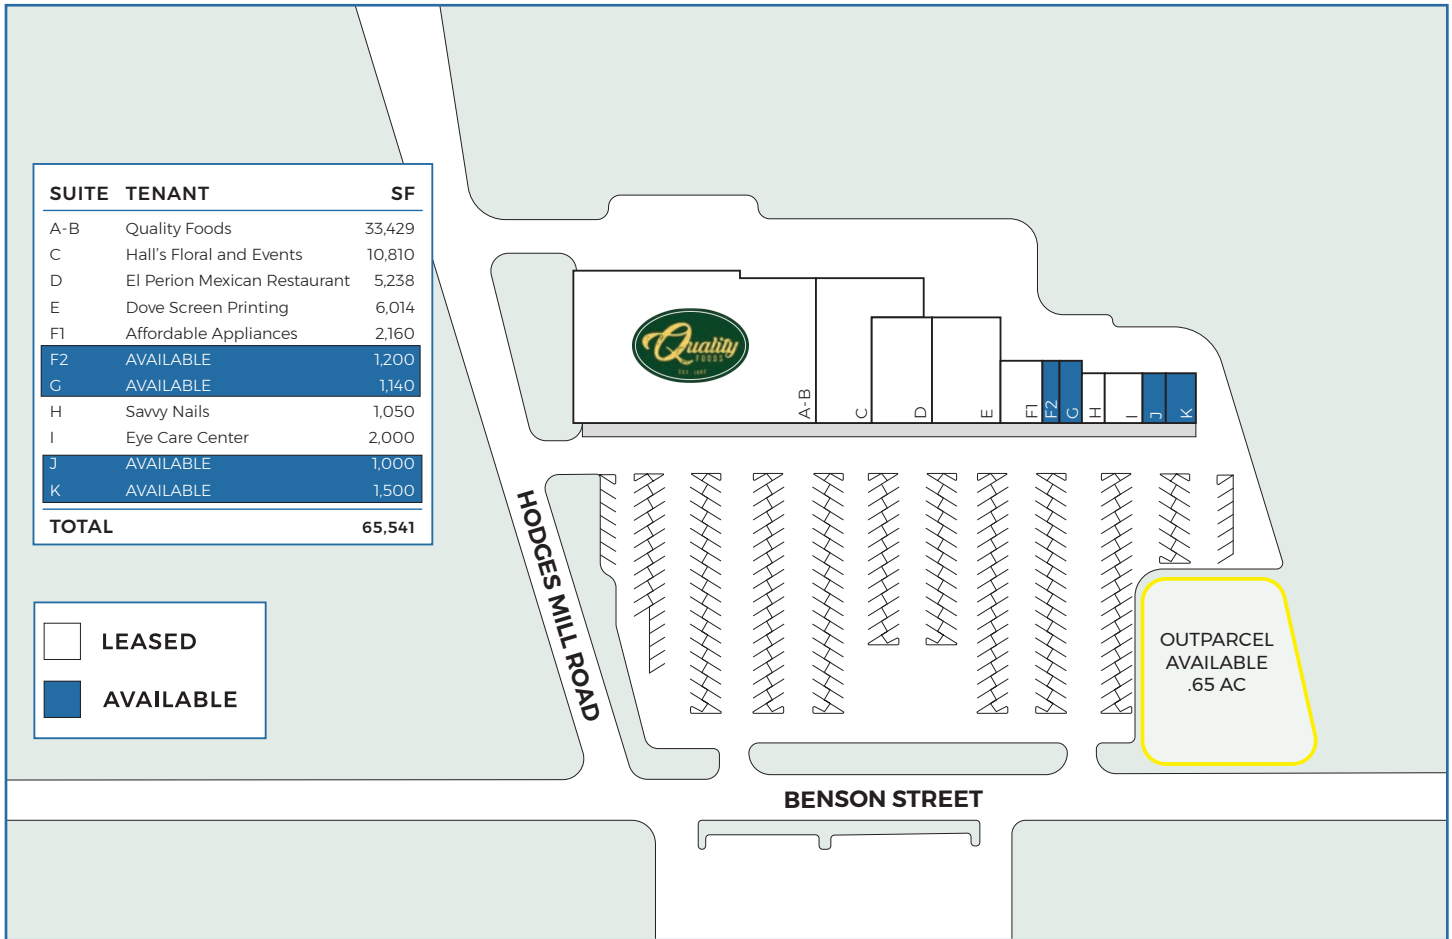 SUITE TENANT SF
A-B Quality Foods 33,429
C Hall's Floral and Events 10,810
D El Perion Mexican Restaurant 5,238
E Dove Screen Printing 6,014
F1 Affordable Appliances 2,160
F2 AVAILABLE 1,200
G AVAILABLE 1,140
H Savvy Nails 1,050
I Eye Care Center 2,000
J AVAILABLE 1,000
K AVAILABLE 1,500
TOTAL 65,541
LEASED
AVAILABLE
Quality
FOODS
A-B
C
D
E
F1
F2
G
H
I
J
K
HODGES MILL ROAD
OUTPARCEL
AVAILABLE
.65 AC
BENSON STREET